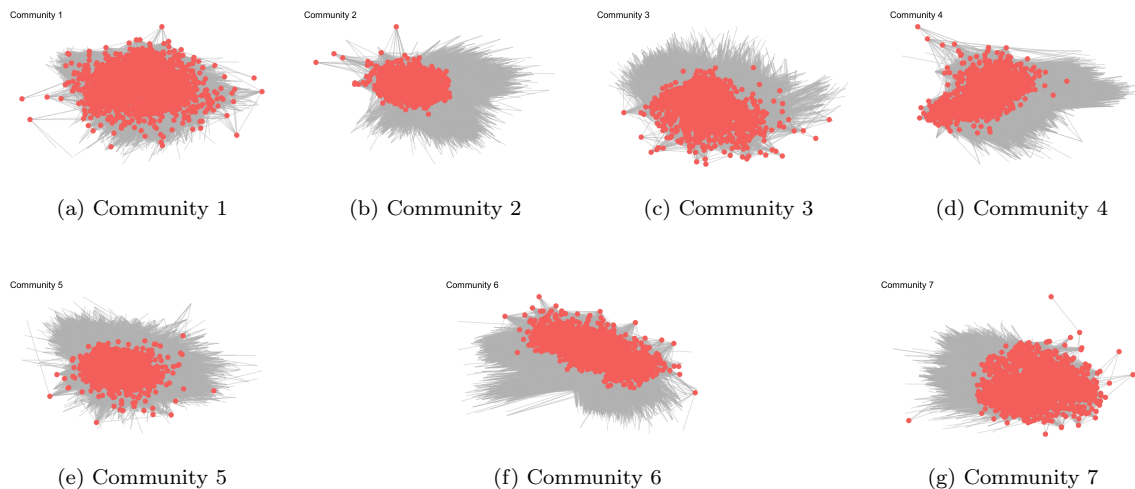 Community 1
Community 2
Community 3
Community 4
(a) Community 1
(b) Community 2
(c) Community 3
(d) Community 4
Community 5
Community 6
Community 7
(e) Community 5
(f) Community 6
(g) Community 7